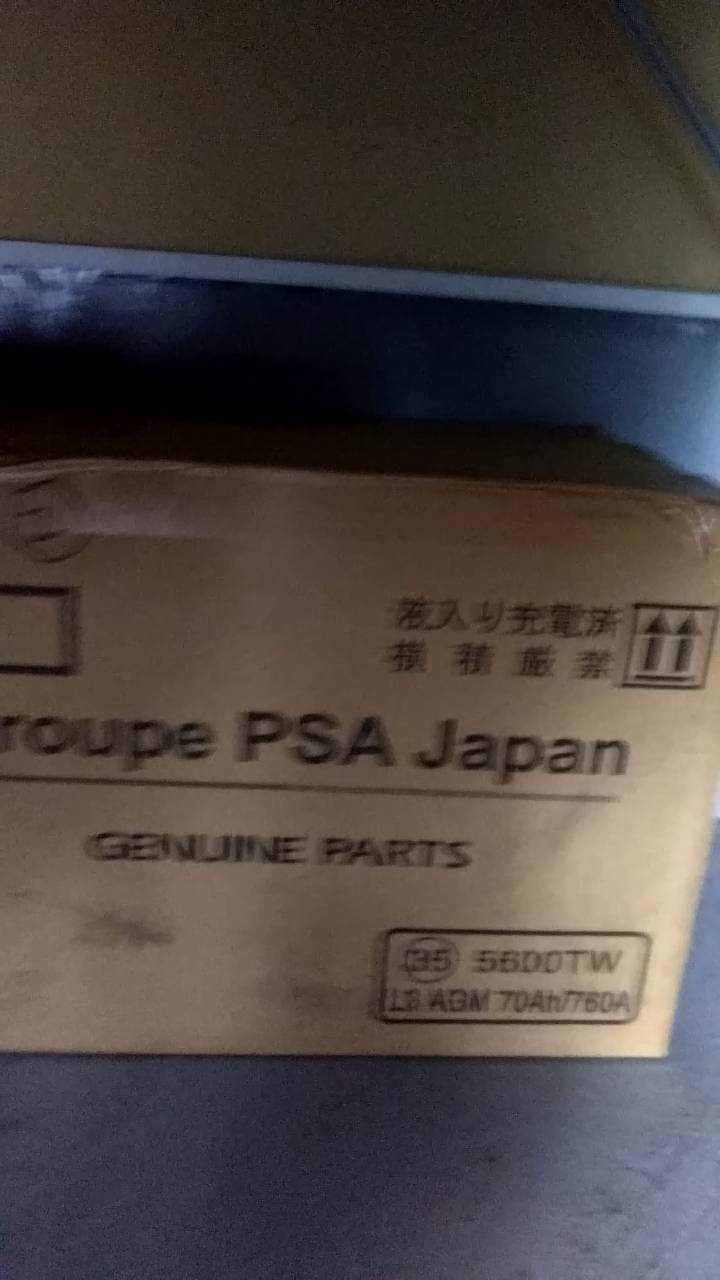 液入り充電済
横積厳禁
roupe PSA Japan
GENUINE PARTS
35 5600TW
L3 AGM 70Ah/760A